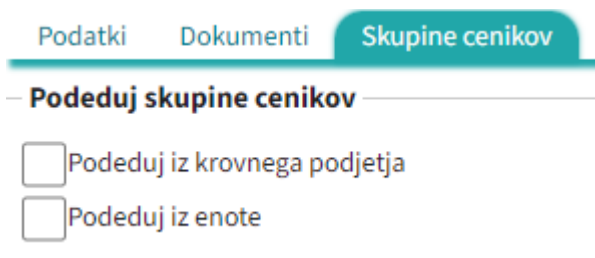 Podatki Dokumenti Skupine cenikov
Podeduj skupine cenikov
Podeduj iz krovnega podjetja
Podeduj iz enote